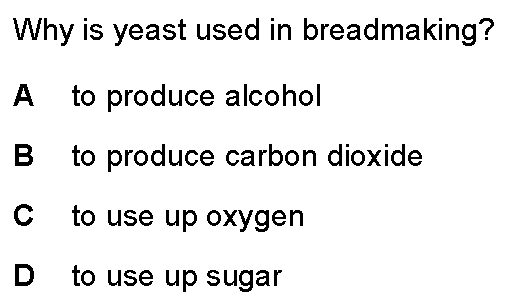 Why is yeast used in breadmaking?
A to produce alcohol
B to produce carbon dioxide
C to use up oxygen
D to use up sugar